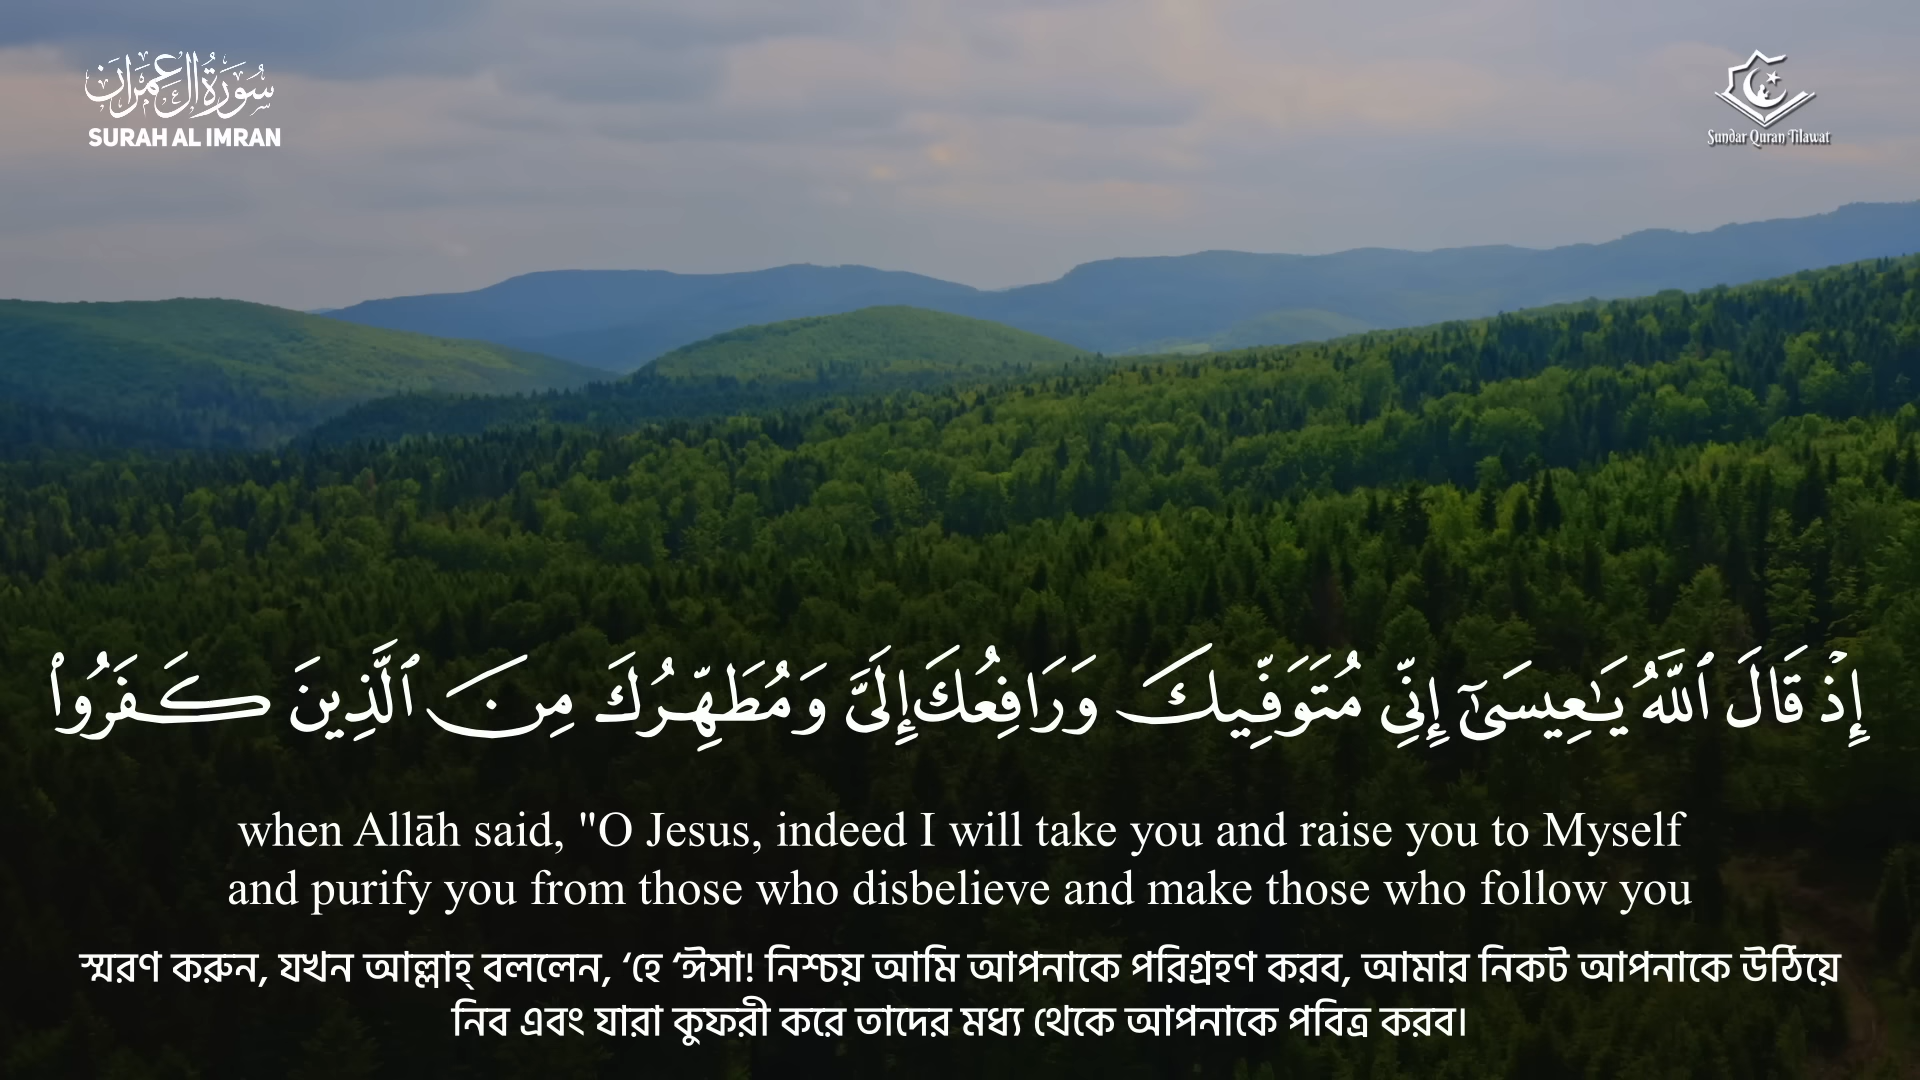 سُورَةُ آلِ عِمْرَان
SURAH AL IMRAN
Sundar Quran Tilawat
إِذۡ قَالَ ٱللَّهُ يَـٰعِيسَىٰٓ إِنِّي مُتَوَفِّيكَ وَرَافِعُكَ إِلَيَّ وَمُطَهِّرُكَ مِنَ ٱلَّذِينَ كَفَرُواْ
when Allāh said, "O Jesus, indeed I will take you and raise you to Myself
and purify you from those who disbelieve and make those who follow you
স্মরণ করুন, যখন আল্লাহ্ বললেন, ‘হে ‘ঈসা! নিশ্চয় আমি আপনাকে পরিগ্রহণ করব, আমার নিকট আপনাকে উঠিয়ে
নিব এবং যারা কুফরী করে তাদের মধ্য থেকে আপনাকে পবিত্র করব।